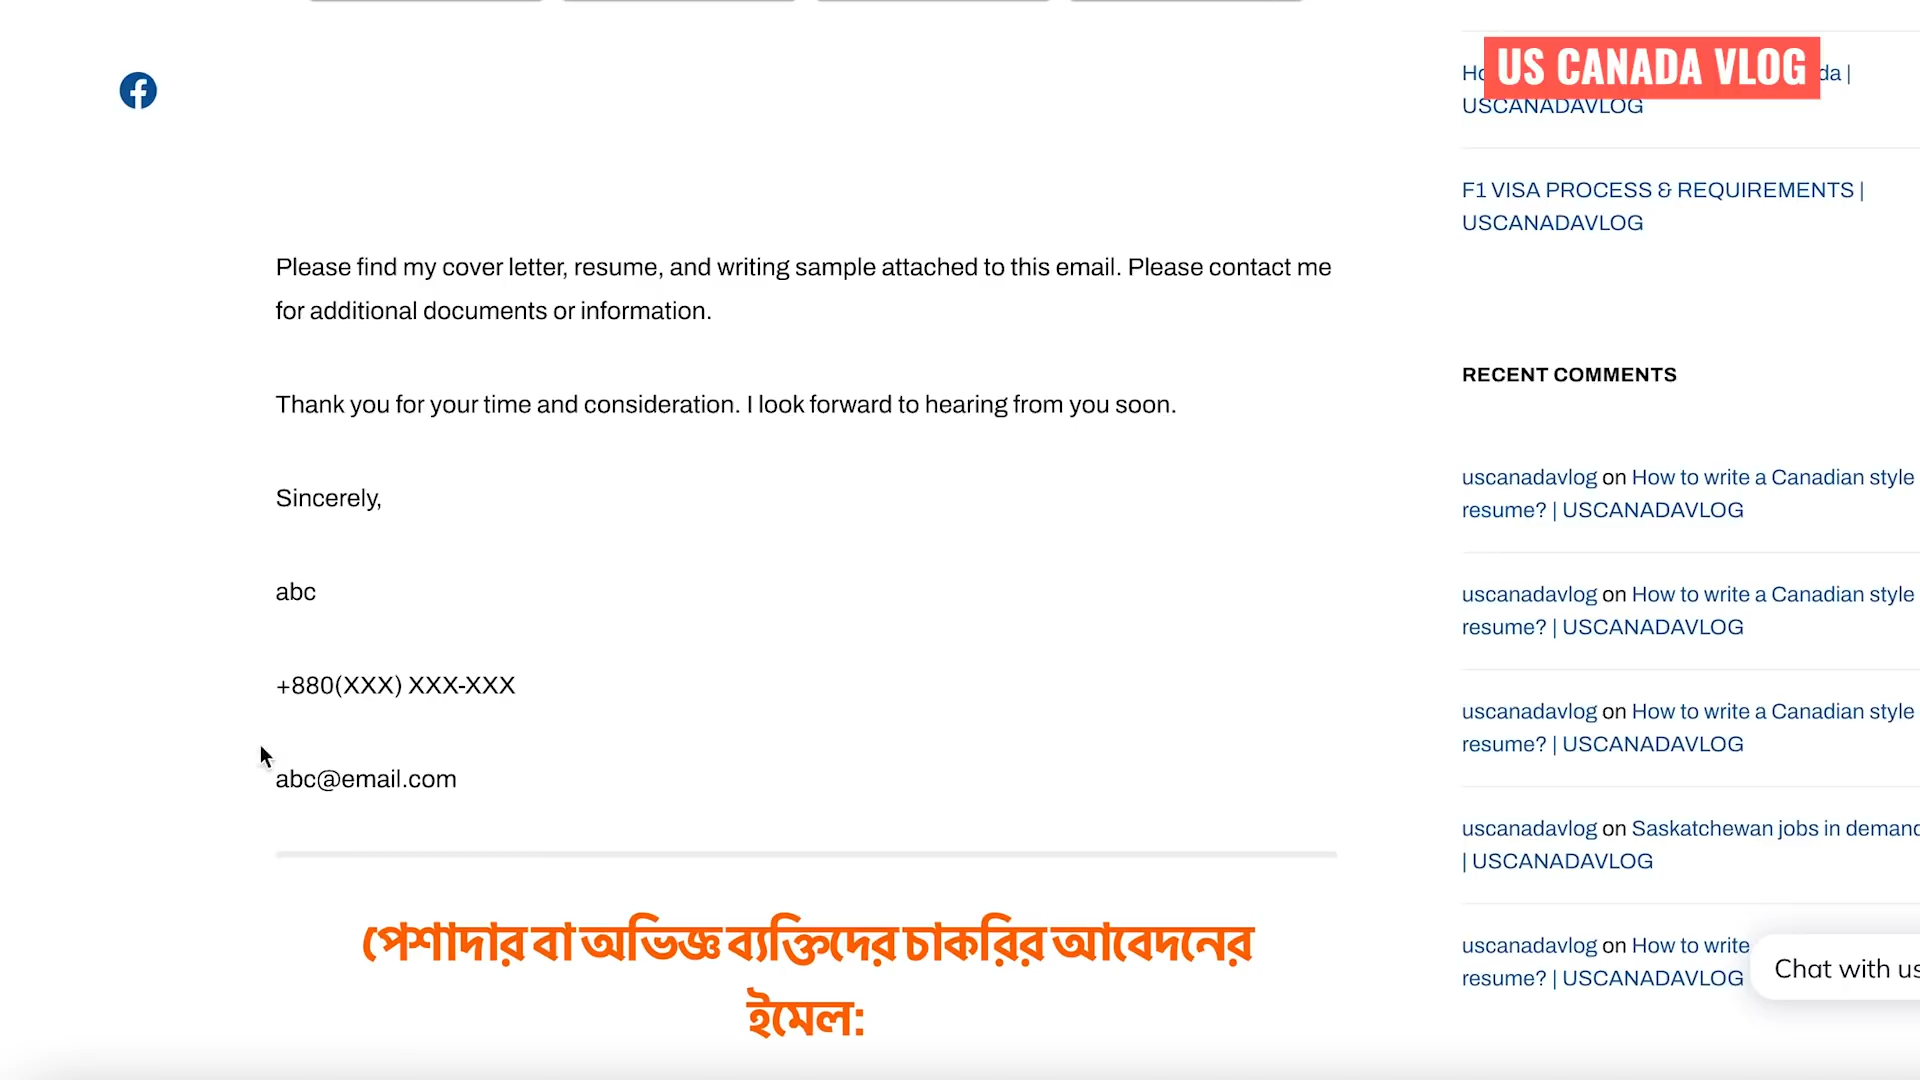 US CANADA VLOG
da |
USCANADAVLOG
F1 VISA PROCESS & REQUIREMENTS |
USCANADAVLOG
Please find my cover letter, resume, and writing sample attached to this email. Please contact me
for additional documents or information.
Thank you for your time and consideration. I look forward to hearing from you soon.
Sincerely,
abc
+880(XXX) XXX-XXX
abc@email.com
পেশাদার বা অভিজ্ঞ ব্যক্তিদের চাকরির আবেদনের
ইমেল:
RECENT COMMENTS
uscanadavlog on How to write a Canadian style
resume? | USCANADAVLOG
uscanadavlog on How to write a Canadian style
resume? | USCANADAVLOG
uscanadavlog on How to write a Canadian style
resume? | USCANADAVLOG
uscanadavlog on Saskatchewan jobs in demand
| USCANADAVLOG
uscanadavlog on How to write
resume? | USCANADAVLOG
Chat with us